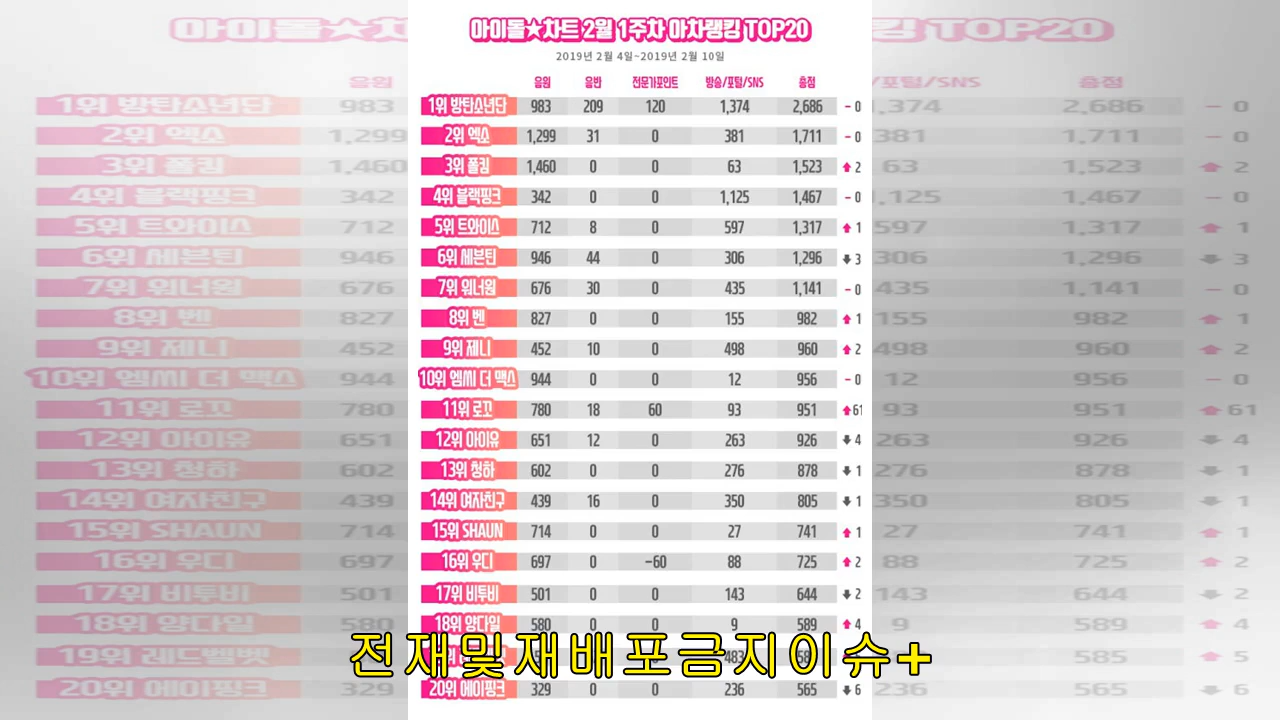 아이돌★차트 2월 1주차 아차랭킹 TOP20
2019년 2월 4일~2019년 2월 10일
음원 음반 전문가포인트 방송/포털/SNS 총점
1위 방탄소년단 983 209 120 1,374 2,686 - 0
2위 엑소 1,299 31 0 381 1,711 - 0
3위 폴킴 1,460 0 0 63 1,523 2
4위 블랙핑크 342 0 0 1,125 1,467 - 0
5위 트와이스 712 8 0 597 1,317 1
6위 세븐틴 946 44 0 306 1,296 3
7위 워너원 676 30 0 435 1,141 - 0
8위 벤 827 0 0 155 982 1
9위 제니 452 10 0 498 960 2
10위 엠씨 더 맥스 944 0 0 12 956 - 0
11위 로꼬 780 18 60 93 951 61
12위 아이유 651 12 0 263 926 4
13위 청하 602 0 0 276 878 1
14위 여자친구 439 16 0 350 805 1
15위 SHAUN 714 0 0 27 741 1
16위 우디 697 0 -60 88 725 2
17위 비투비 501 0 0 143 644 2
18위 양다일 580 0 0 9 589 4
19위 레드벨벳 483 585 5
20위 에이핑크 329 0 0 236 565 6
전재및재배포금지이슈+